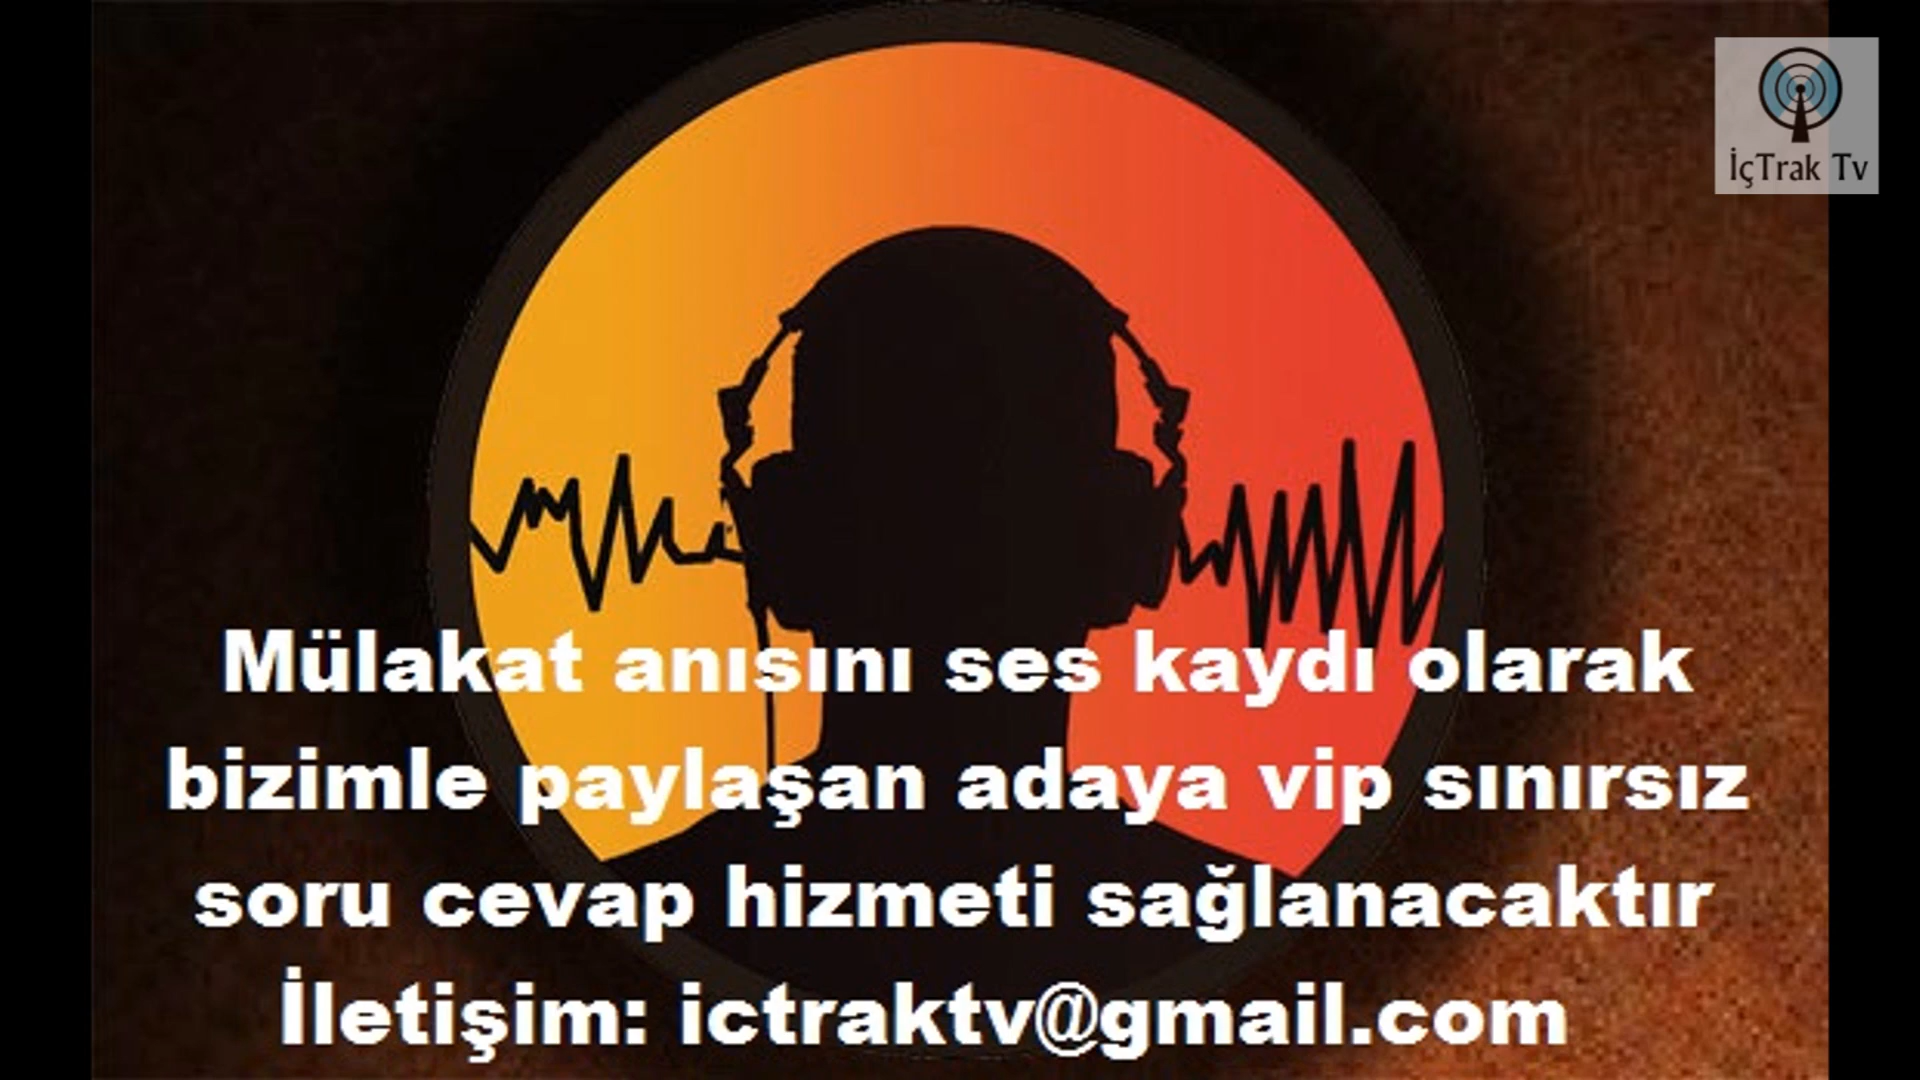 İçTrak Tv
Mülakat anısını ses kaydı olarak
bizimle paylaşan adaya vip sınırsız
soru cevap hizmeti sağlanacaktır
İletişim: ictraktv@gmail.com